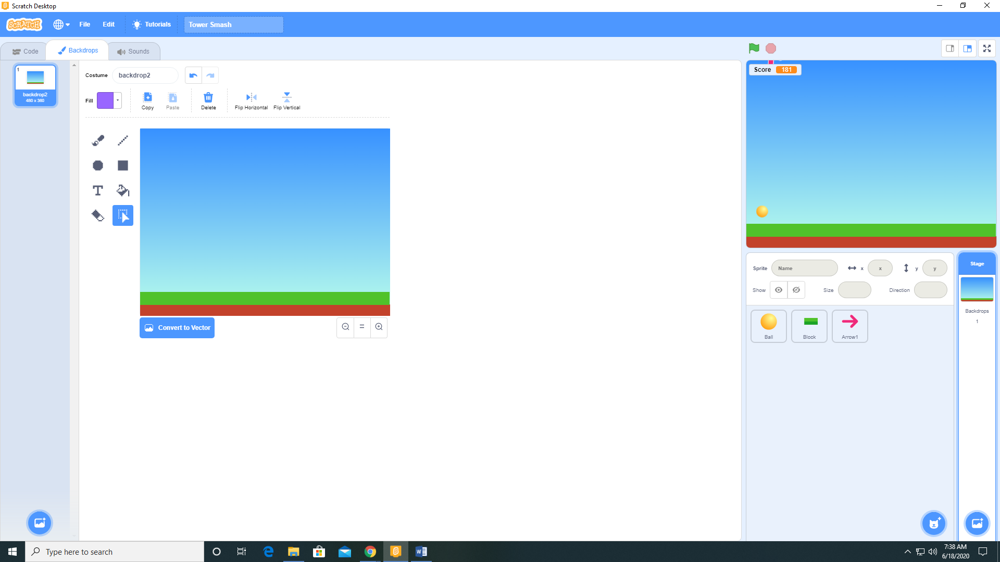 Scratch Desktop
SCRATCH
File
Edit
Tutorials
Tower Smash
Code
Backdrops
Sounds
1
backdrop2
480 x 360
Costume
backdrop2
Fill
Copy
Paste
Delete
Flip Horizontal
Flip Vertical
T
Convert to Vector
Score 181
Sprite
Name
x
x
y
y
Show
Size
Direction
Ball
Block
Arrow1
Stage
Backdrops
1
Type here to search
7:38 AM
6/18/2020